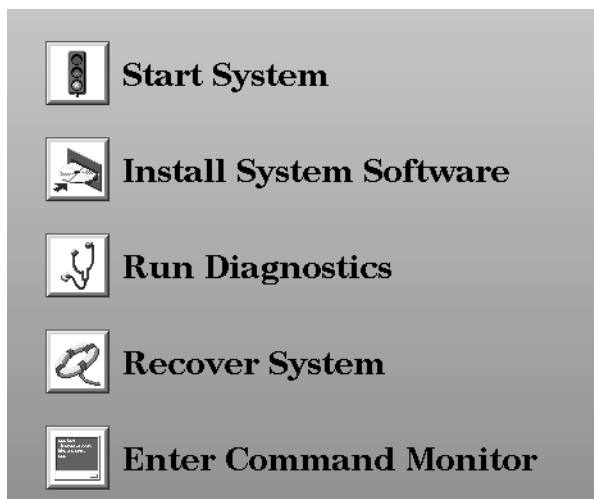 Start System
Install System Software
Run Diagnostics
Recover System
Enter Command Monitor